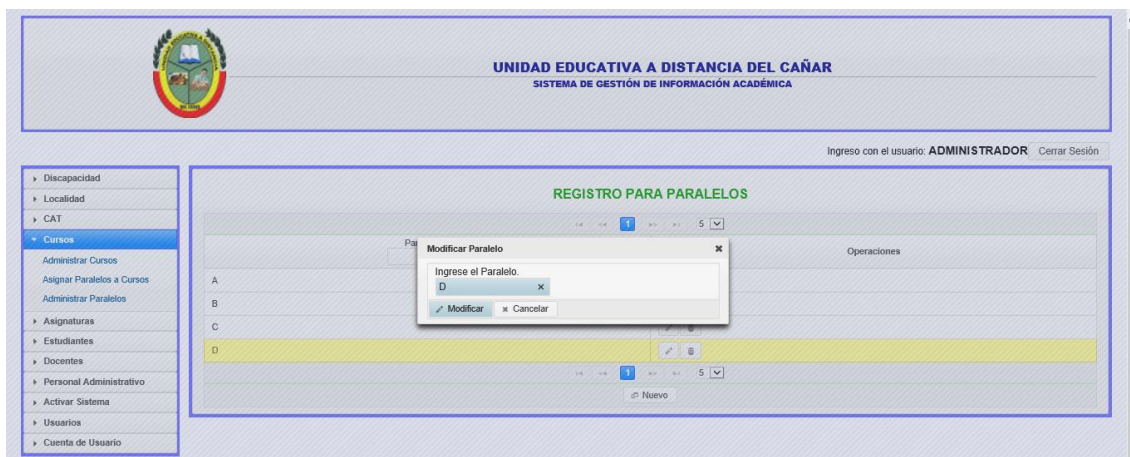 UNIDAD EDUCATIVA A DISTANCIA DEL CAÑAR
SISTEMA DE GESTIÓN DE INFORMACIÓN ACADÉMICA
Ingreso con el usuario: ADMINISTRADOR Cerrar Sesión
Discapacidad
Localidad
CAT
Cursos
Administrar Cursos
Asignar Paralelos a Cursos
Administrar Paralelos
Asignaturas
Estudiantes
Docentes
Personal Administrativo
Activar Sistema
Usuarios
Cuenta de Usuario
REGISTRO PARA PARALELOS
1 5
Operaciones
A
B
C
D
Modificar Paralelo
Ingrese el Paralelo.
D
Modificar Cancelar
1 5
Nuevo